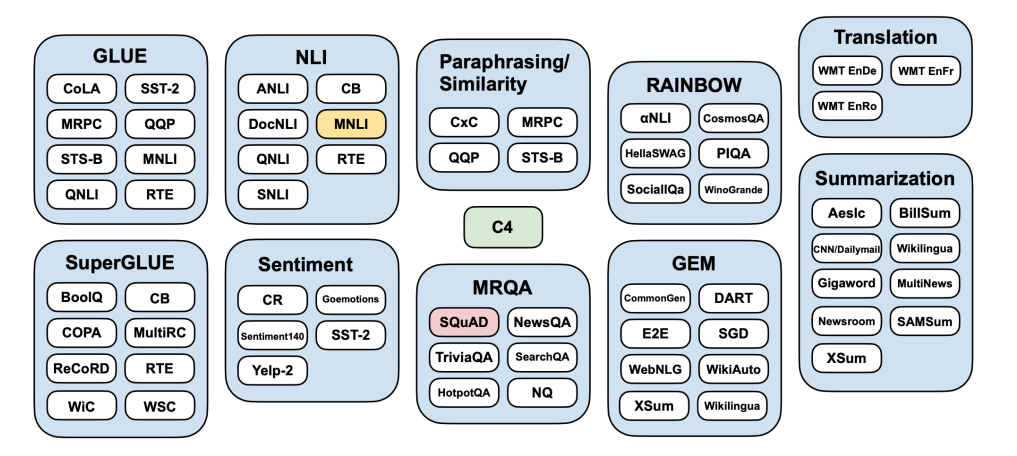 GLUE
CoLA SST-2
MRPC QQP
STS-B MNLI
QNLI RTE
NLI
ANLI CB
DocNLI MNLI
QNLI RTE
SNLI
Paraphrasing/
Similarity
CxC MRPC
QQP STS-B
RAINBOW
αNLI CosmosQA
HellaSWAG PIQA
SocialIQa WinoGrande
Translation
WMT EnDe WMT EnFr
WMT EnRo
C4
SuperGLUE
BoolQ CB
COPA MultiRC
ReCoRD RTE
WiC WSC
Sentiment
CR Goemotions
Sentiment140 SST-2
Yelp-2
MRQA
SQuAD NewsQA
TriviaQA SearchQA
HotpotQA NQ
GEM
CommonGen DART
E2E SGD
WebNLG WikiAuto
XSum Wikilingua
Summarization
Aeslc BillSum
CNN/Dailymail Wikilingua
Gigaword MultiNews
Newsroom SAMSum
XSum